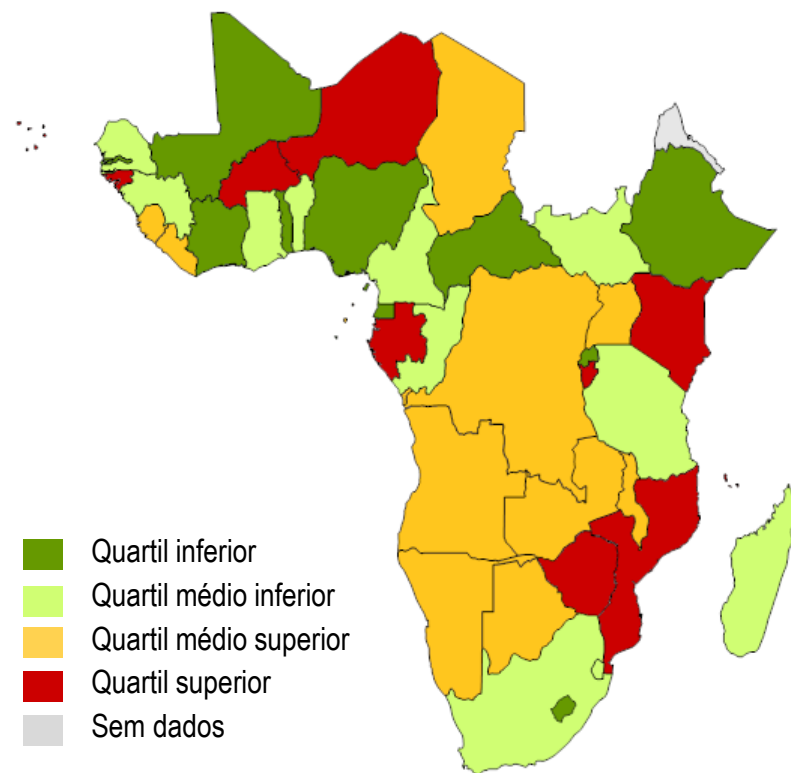 Quartil inferior
Quartil médio inferior
Quartil médio superior
Quartil superior
Sem dados